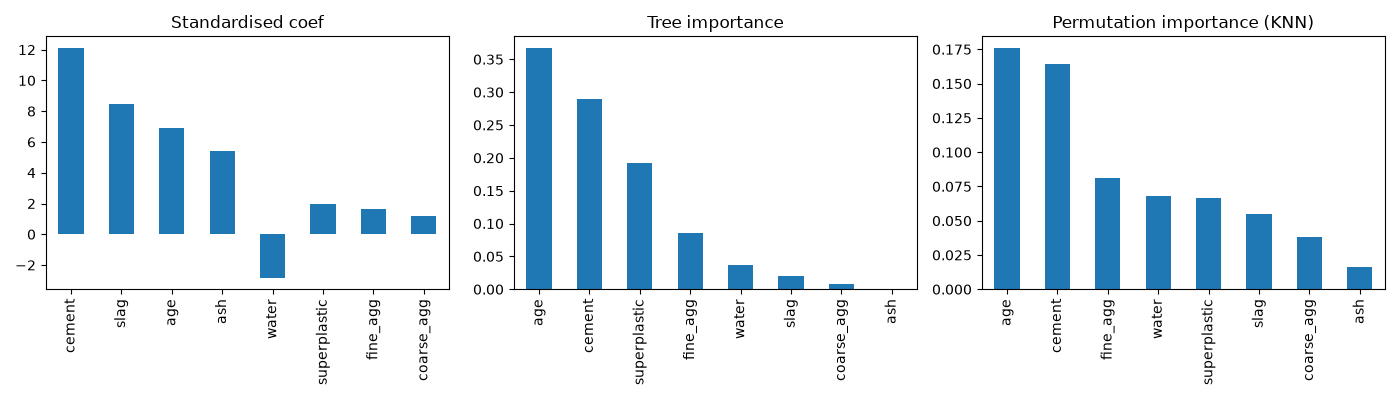 Standardised coef
12
10
8
6
4
2
0
−2
cement
slag
age
ash
water
superplastic
fine_agg
coarse_agg
Tree importance
0.35
0.30
0.25
0.20
0.15
0.10
0.05
0.00
age
cement
superplastic
fine_agg
water
slag
coarse_agg
ash
Permutation importance (KNN)
0.175
0.150
0.125
0.100
0.075
0.050
0.025
0.000
age
cement
fine_agg
water
superplastic
slag
coarse_agg
ash